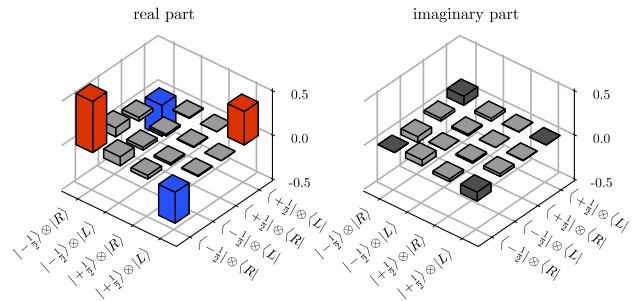 real part
0.5
0.0
-0.5
|−1/2⟩⊗|R⟩
|−1/2⟩⊗|L⟩
|+1/2⟩⊗|R⟩
|+1/2⟩⊗|L⟩
⟨−1/2|⊗⟨R|
⟨−1/2|⊗⟨L|
⟨+1/2|⊗⟨R|
⟨+1/2|⊗⟨L|
imaginary part
0.5
0.0
-0.5
|−1/2⟩⊗|R⟩
|−1/2⟩⊗|L⟩
|+1/2⟩⊗|R⟩
|+1/2⟩⊗|L⟩
⟨−1/2|⊗⟨R|
⟨−1/2|⊗⟨L|
⟨+1/2|⊗⟨R|
⟨+1/2|⊗⟨L|